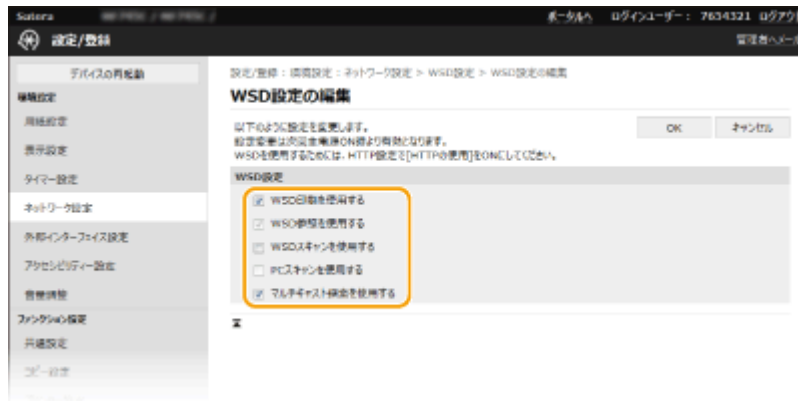 Satera
ポータルへ ログインユーザー： 7654321 ログアウ
設定/登録
管理者へメール
デバイスの再起動
環境設定
用紙設定
表示設定
タイマー設定
ネットワーク設定
外部インターフェイス設定
アクセシビリティー設定
音量調整
ファンクション設定
共通設定
コピー設定
設定/登録：環境設定：ネットワーク設定 > WSD設定 > WSD設定の編集
WSD設定の編集
以下のように設定を変更します。
設定変更は次回主電源ON時より有効となります。
WSDを使用するためには、HTTP設定で[HTTPの使用]をONにしてください。
OK キャンセル
WSD設定
WSD印刷を使用する
WSD参照を使用する
WSDスキャンを使用する
PCスキャンを使用する
マルチキャスト探索を使用する